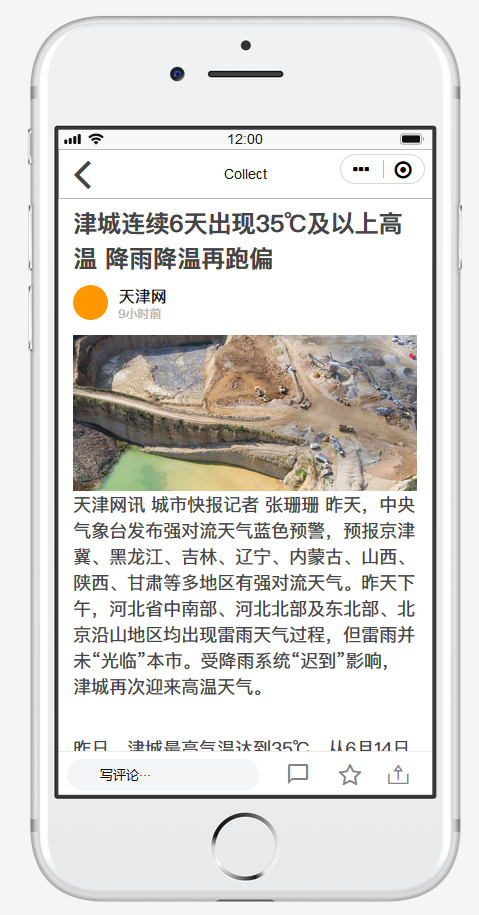 12:00
Collect
津城连续6天出现35℃及以上高
温 降雨降温再跑偏
天津网
9小时前
天津网讯 城市快报记者 张珊珊 昨天，中央
气象台发布强对流天气蓝色预警，预报京津
冀、黑龙江、吉林、辽宁、内蒙古、山西、
陕西、甘肃等多地区有强对流天气。昨天下
午，河北省中南部、河北北部及东北部、北
京沿山地区均出现雷雨天气过程，但雷雨并
未“光临”本市。受降雨系统“迟到”影响，
津城再次迎来高温天气。
昨日，津城最高气温达到35℃，从6月14日
写评论…